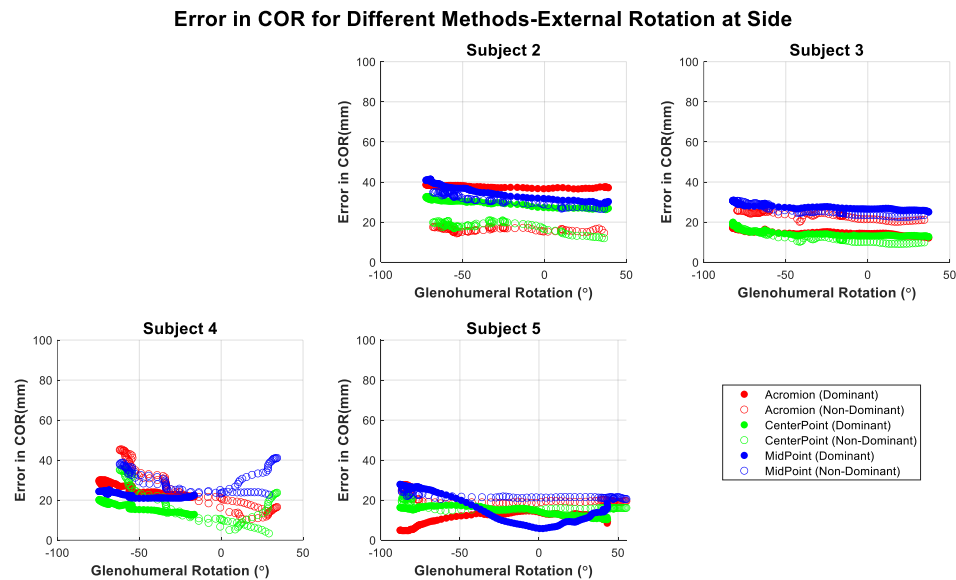 Error in COR for Different Methods-External Rotation at Side
Subject 2
100
80
60
40
20
0
Error in COR(mm)
-100
-50
0
50
Glenohumeral Rotation (°)
Subject 3
100
80
60
40
20
0
Error in COR(mm)
-100
-50
0
50
Glenohumeral Rotation (°)
Subject 4
100
80
60
40
20
0
Error in COR(mm)
-100
-50
0
50
Glenohumeral Rotation (°)
Subject 5
100
80
60
40
20
0
Error in COR(mm)
-100
-50
0
50
Glenohumeral Rotation (°)
Acromion (Dominant)
Acromion (Non-Dominant)
CenterPoint (Dominant)
CenterPoint (Non-Dominant)
MidPoint (Dominant)
MidPoint (Non-Dominant)